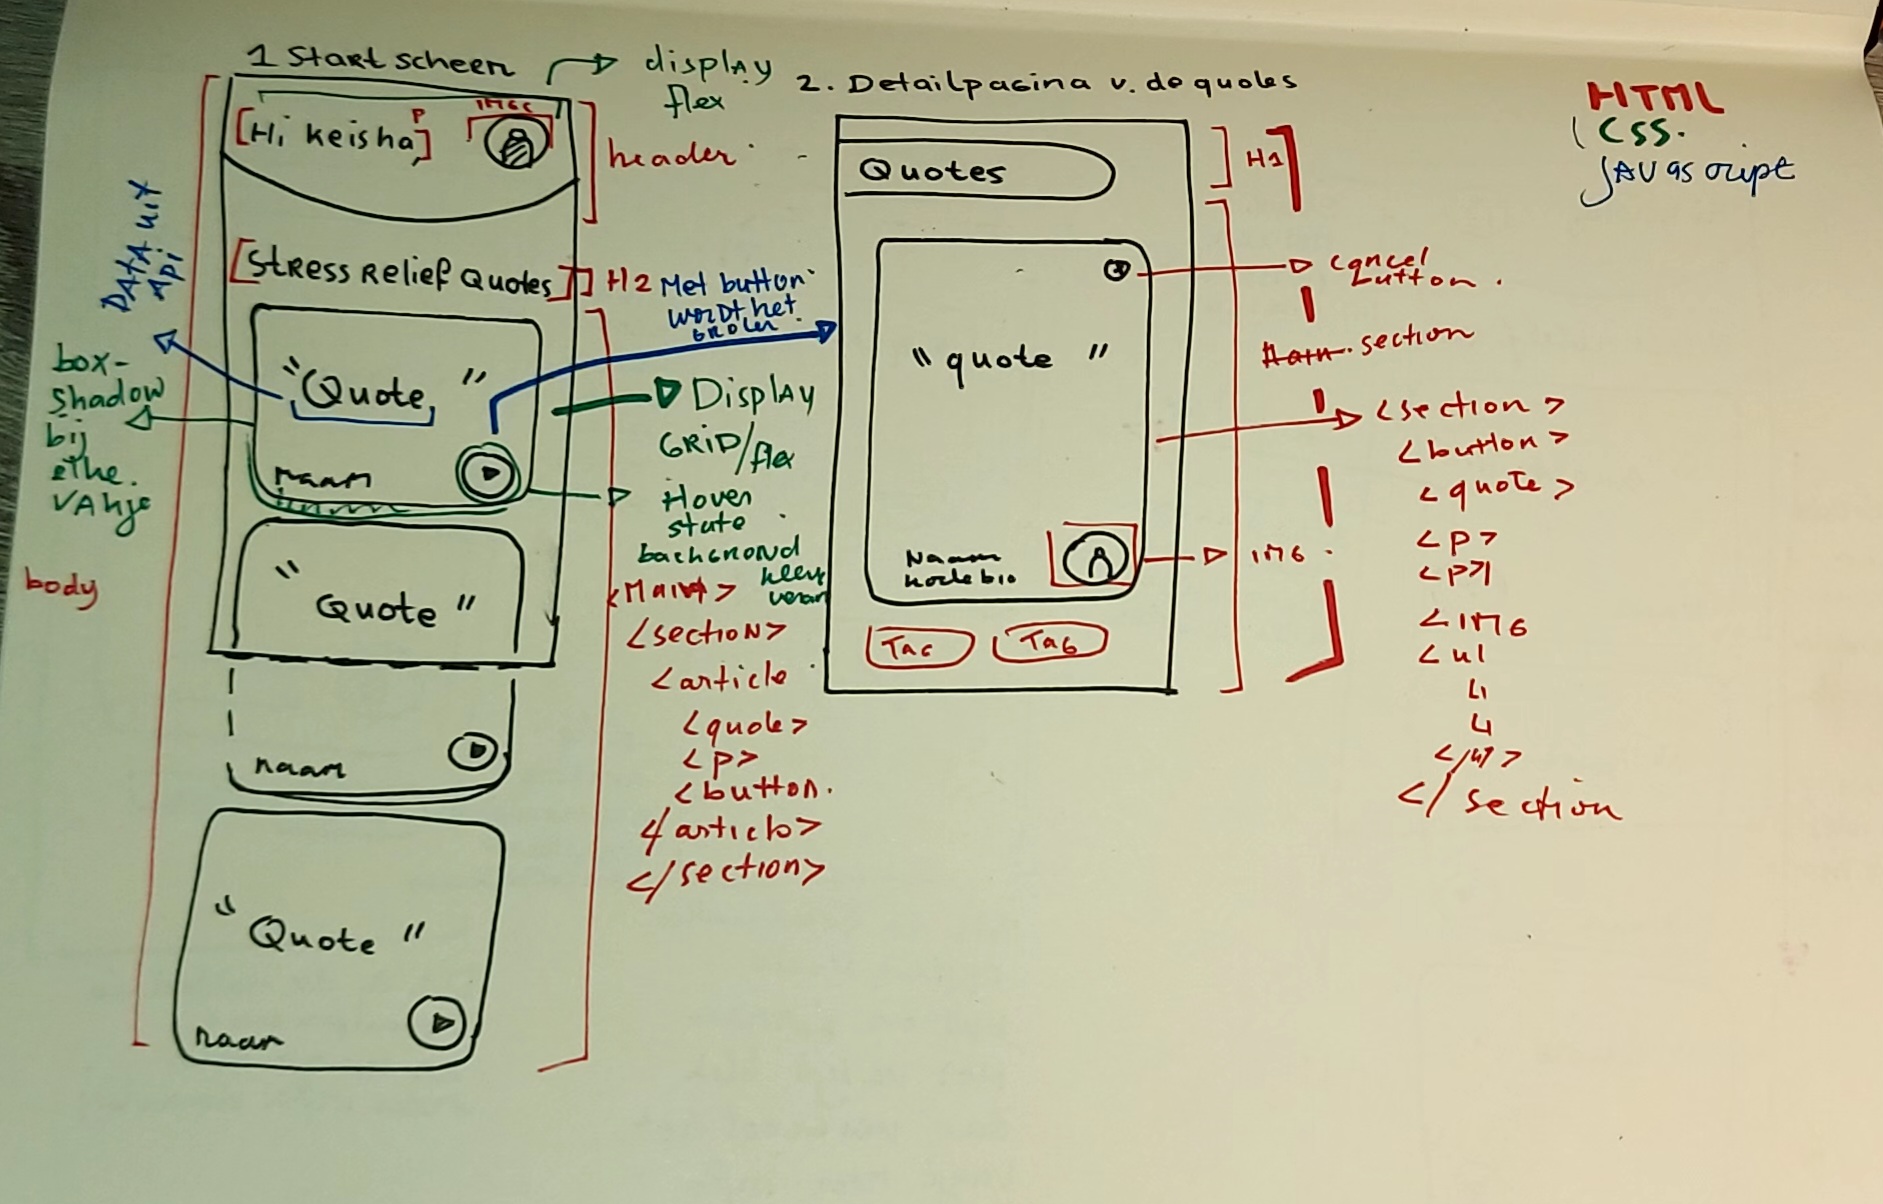 1 Start scheen
display
flex
2. Detailpagina v. de quotes
HTML
CSS.
JAVAscript
[Hi Keisha,]
P
IMG
header
Quotes
H1
DATA uit
Api
[STRESS RELIEF Quotes]
H2
Met button
wordt het
GROter
cancel
button.
section
"Quote"
naam
box-
shadow
bij
elke
vakje
Display
GRID/flex
Hover
state
background
kleur
"quote"
Naam
korte bio
IMG
<section>
<button>
<quote>
<p>
<p>
<IMG
<ul
Li
Li
</ul>
</section
body
"Quote"
naam
<Main>
<section>
<article
<quote>
<p>
<button.
</article>
</section>
TAG
TAG
"Quote"
naam